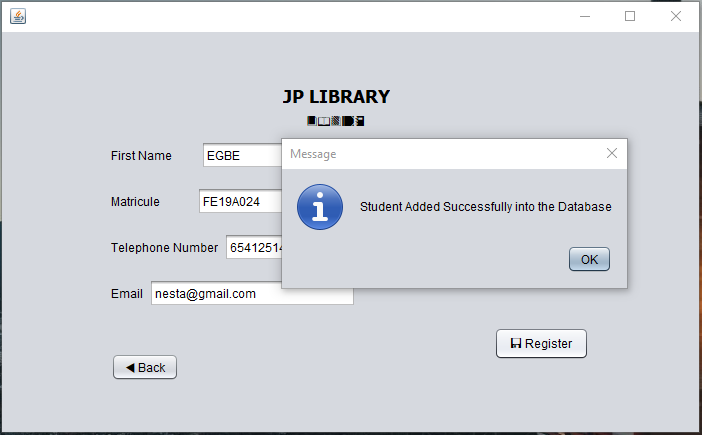 JP LIBRARY
Message
First Name EGBE
Matricule FE19A024
Student Added Successfully into the Database
Telephone Number 65412514
OK
Email nesta@gmail.com
Register
Back